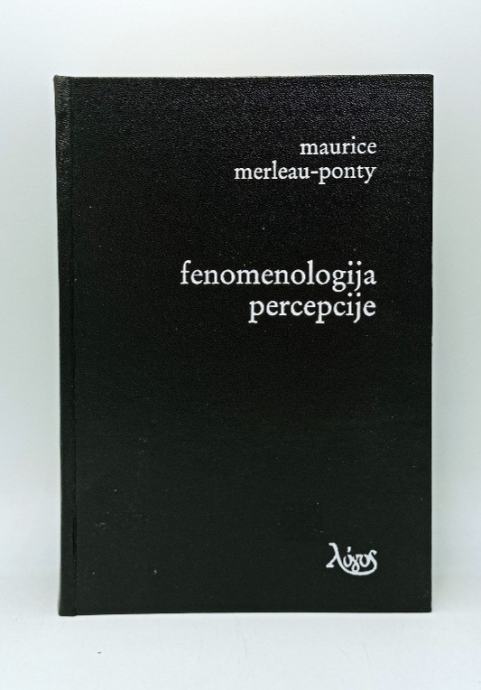 maurice
merleau-ponty
fenomenologija
percepcije
λόγος